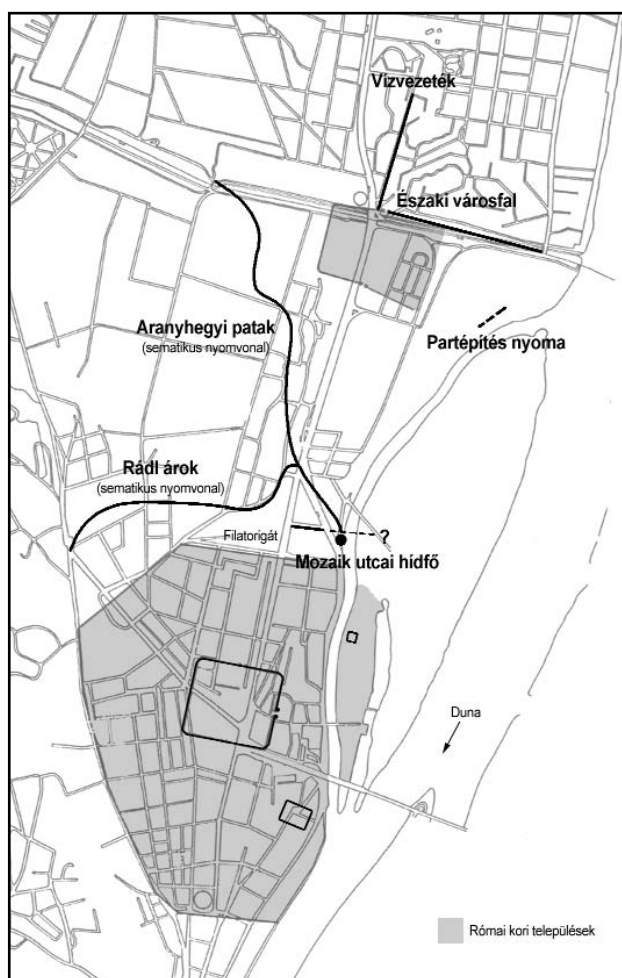 Vízvezeték
Északi városfal
Aranyhegyi patak
(sematikus nyomvonal)
Partépítés nyoma
Rádl árok
(sematikus nyomvonal)
Filatorigát
?
Mozaik utcai hídfő
Duna
Római kori települések